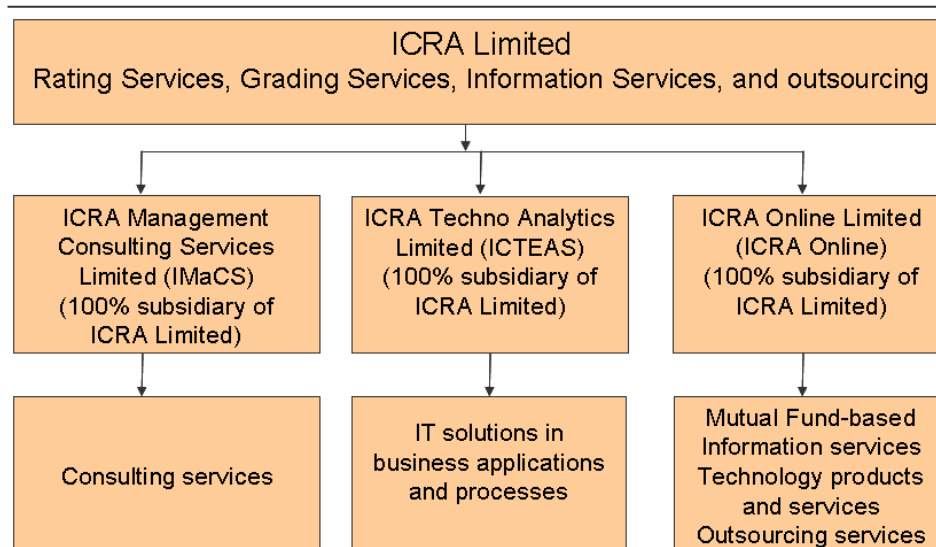 ICRA Limited
Rating Services, Grading Services, Information Services, and outsourcing
ICRA Management
Consulting Services
Limited (IMaCS)
(100% subsidiary of
ICRA Limited)
ICRA Techno Analytics
Limited (ICTEAS)
(100% subsidiary of
ICRA Limited)
ICRA Online Limited
(ICRA Online)
(100% subsidiary of
ICRA Limited)
Consulting services
IT solutions in
business applications
and processes
Mutual Fund-based
Information services
Technology products
and services
Outsourcing services